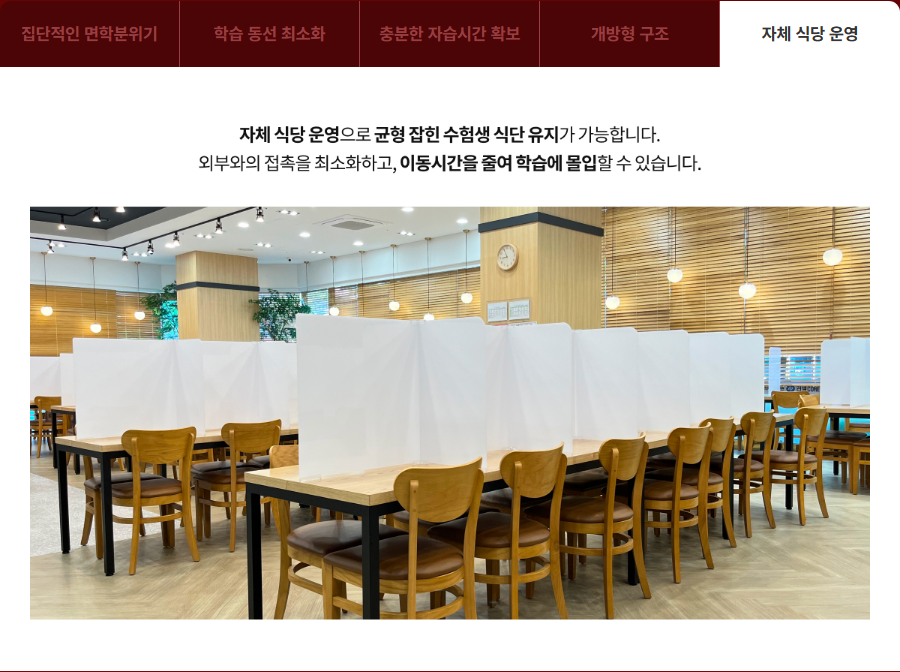 집단적인 면학분위기
학습 동선 최소화
충분한 자습시간 확보
개방형 구조
자체 식당 운영
자체 식당 운영으로 균형 잡힌 수험생 식단 유지가 가능합니다.
외부와의 접촉을 최소화하고, 이동시간을 줄여 학습에 몰입할 수 있습니다.